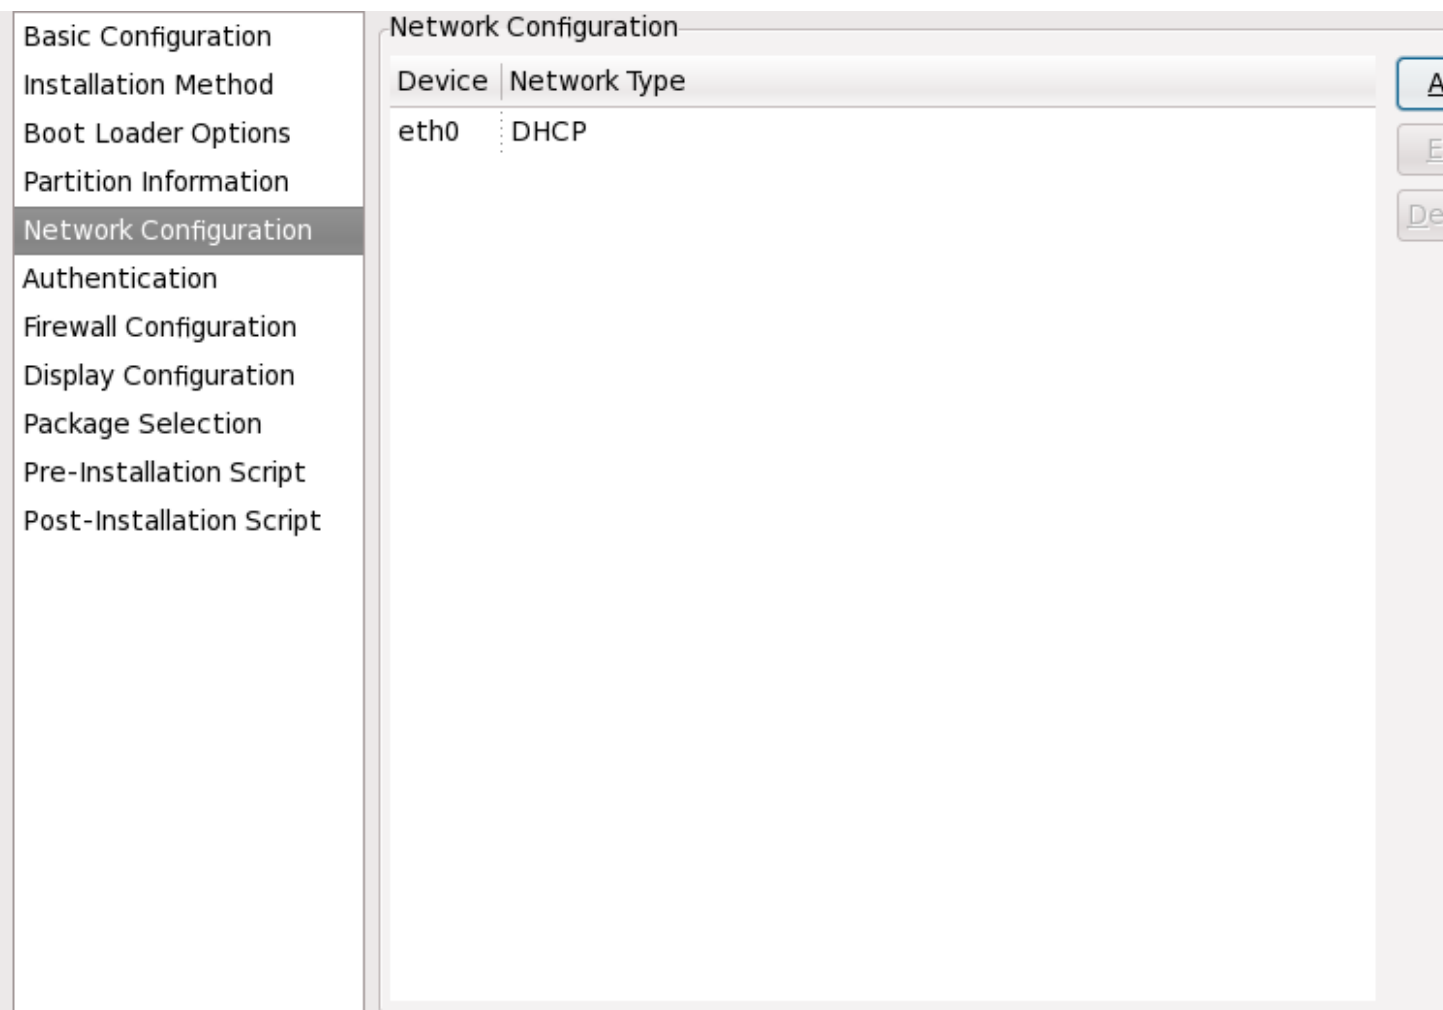 Basic Configuration
Installation Method
Boot Loader Options
Partition Information
Network Configuration
Authentication
Firewall Configuration
Display Configuration
Package Selection
Pre-Installation Script
Post-Installation Script
Network Configuration
Device Network Type
eth0 DHCP